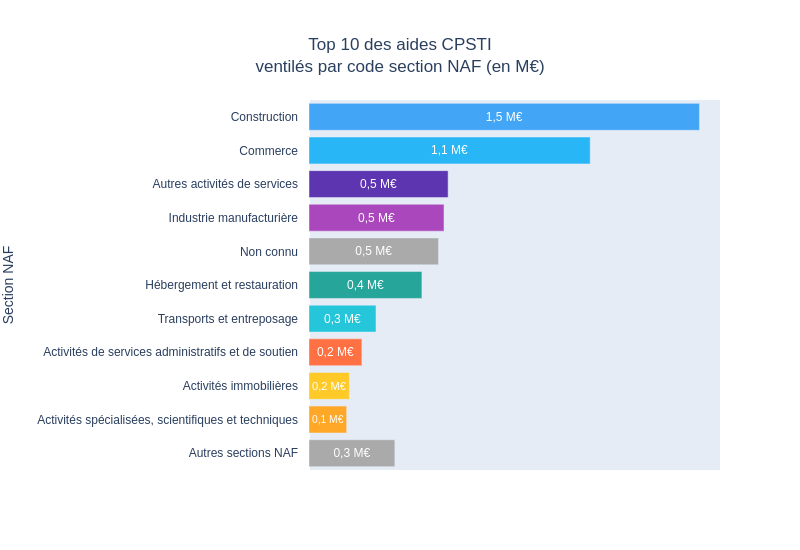 Top 10 des aides CPSTI
ventilés par code section NAF (en M€)
Section NAF
Construction 1,5 M€
Commerce 1,1 M€
Autres activités de services 0,5 M€
Industrie manufacturière 0,5 M€
Non connu 0,5 M€
Hébergement et restauration 0,4 M€
Transports et entreposage 0,3 M€
Activités de services administratifs et de soutien 0,2 M€
Activités immobilières 0,2 M€
Activités spécialisées, scientifiques et techniques 0,1 M€
Autres sections NAF 0,3 M€